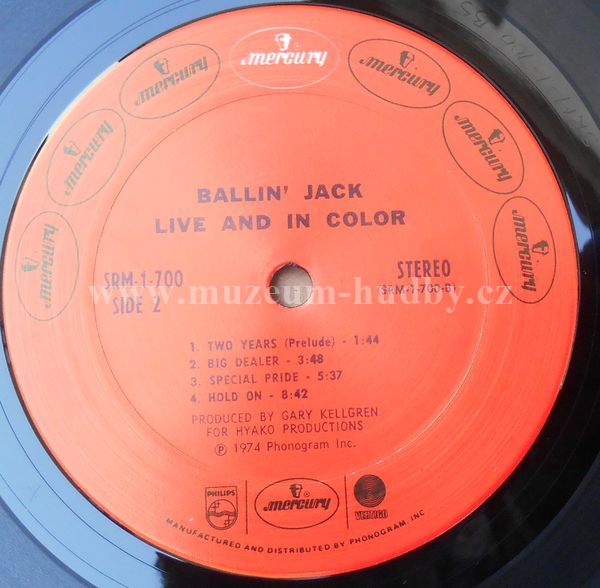 mercury
mercury
mercury
mercury
mercury
mercury
mercury
BALLIN' JACK
LIVE AND IN COLOR
SRM-1-700
SIDE 2
STEREO
(SRM-1-700-B)
www.muzeum-hudby.cz
1. TWO YEARS (Prelude) - 1:44
2. BIG DEALER - 3:48
3. SPECIAL PRIDE - 5:37
4. HOLD ON - 8:42
PRODUCED BY GARY KELLGREN
FOR HYAKO PRODUCTIONS
Ⓟ 1974 Phonogram Inc.
PHILIPS
mercury
VERTIGO
MANUFACTURED AND DISTRIBUTED BY PHONOGRAM, INC